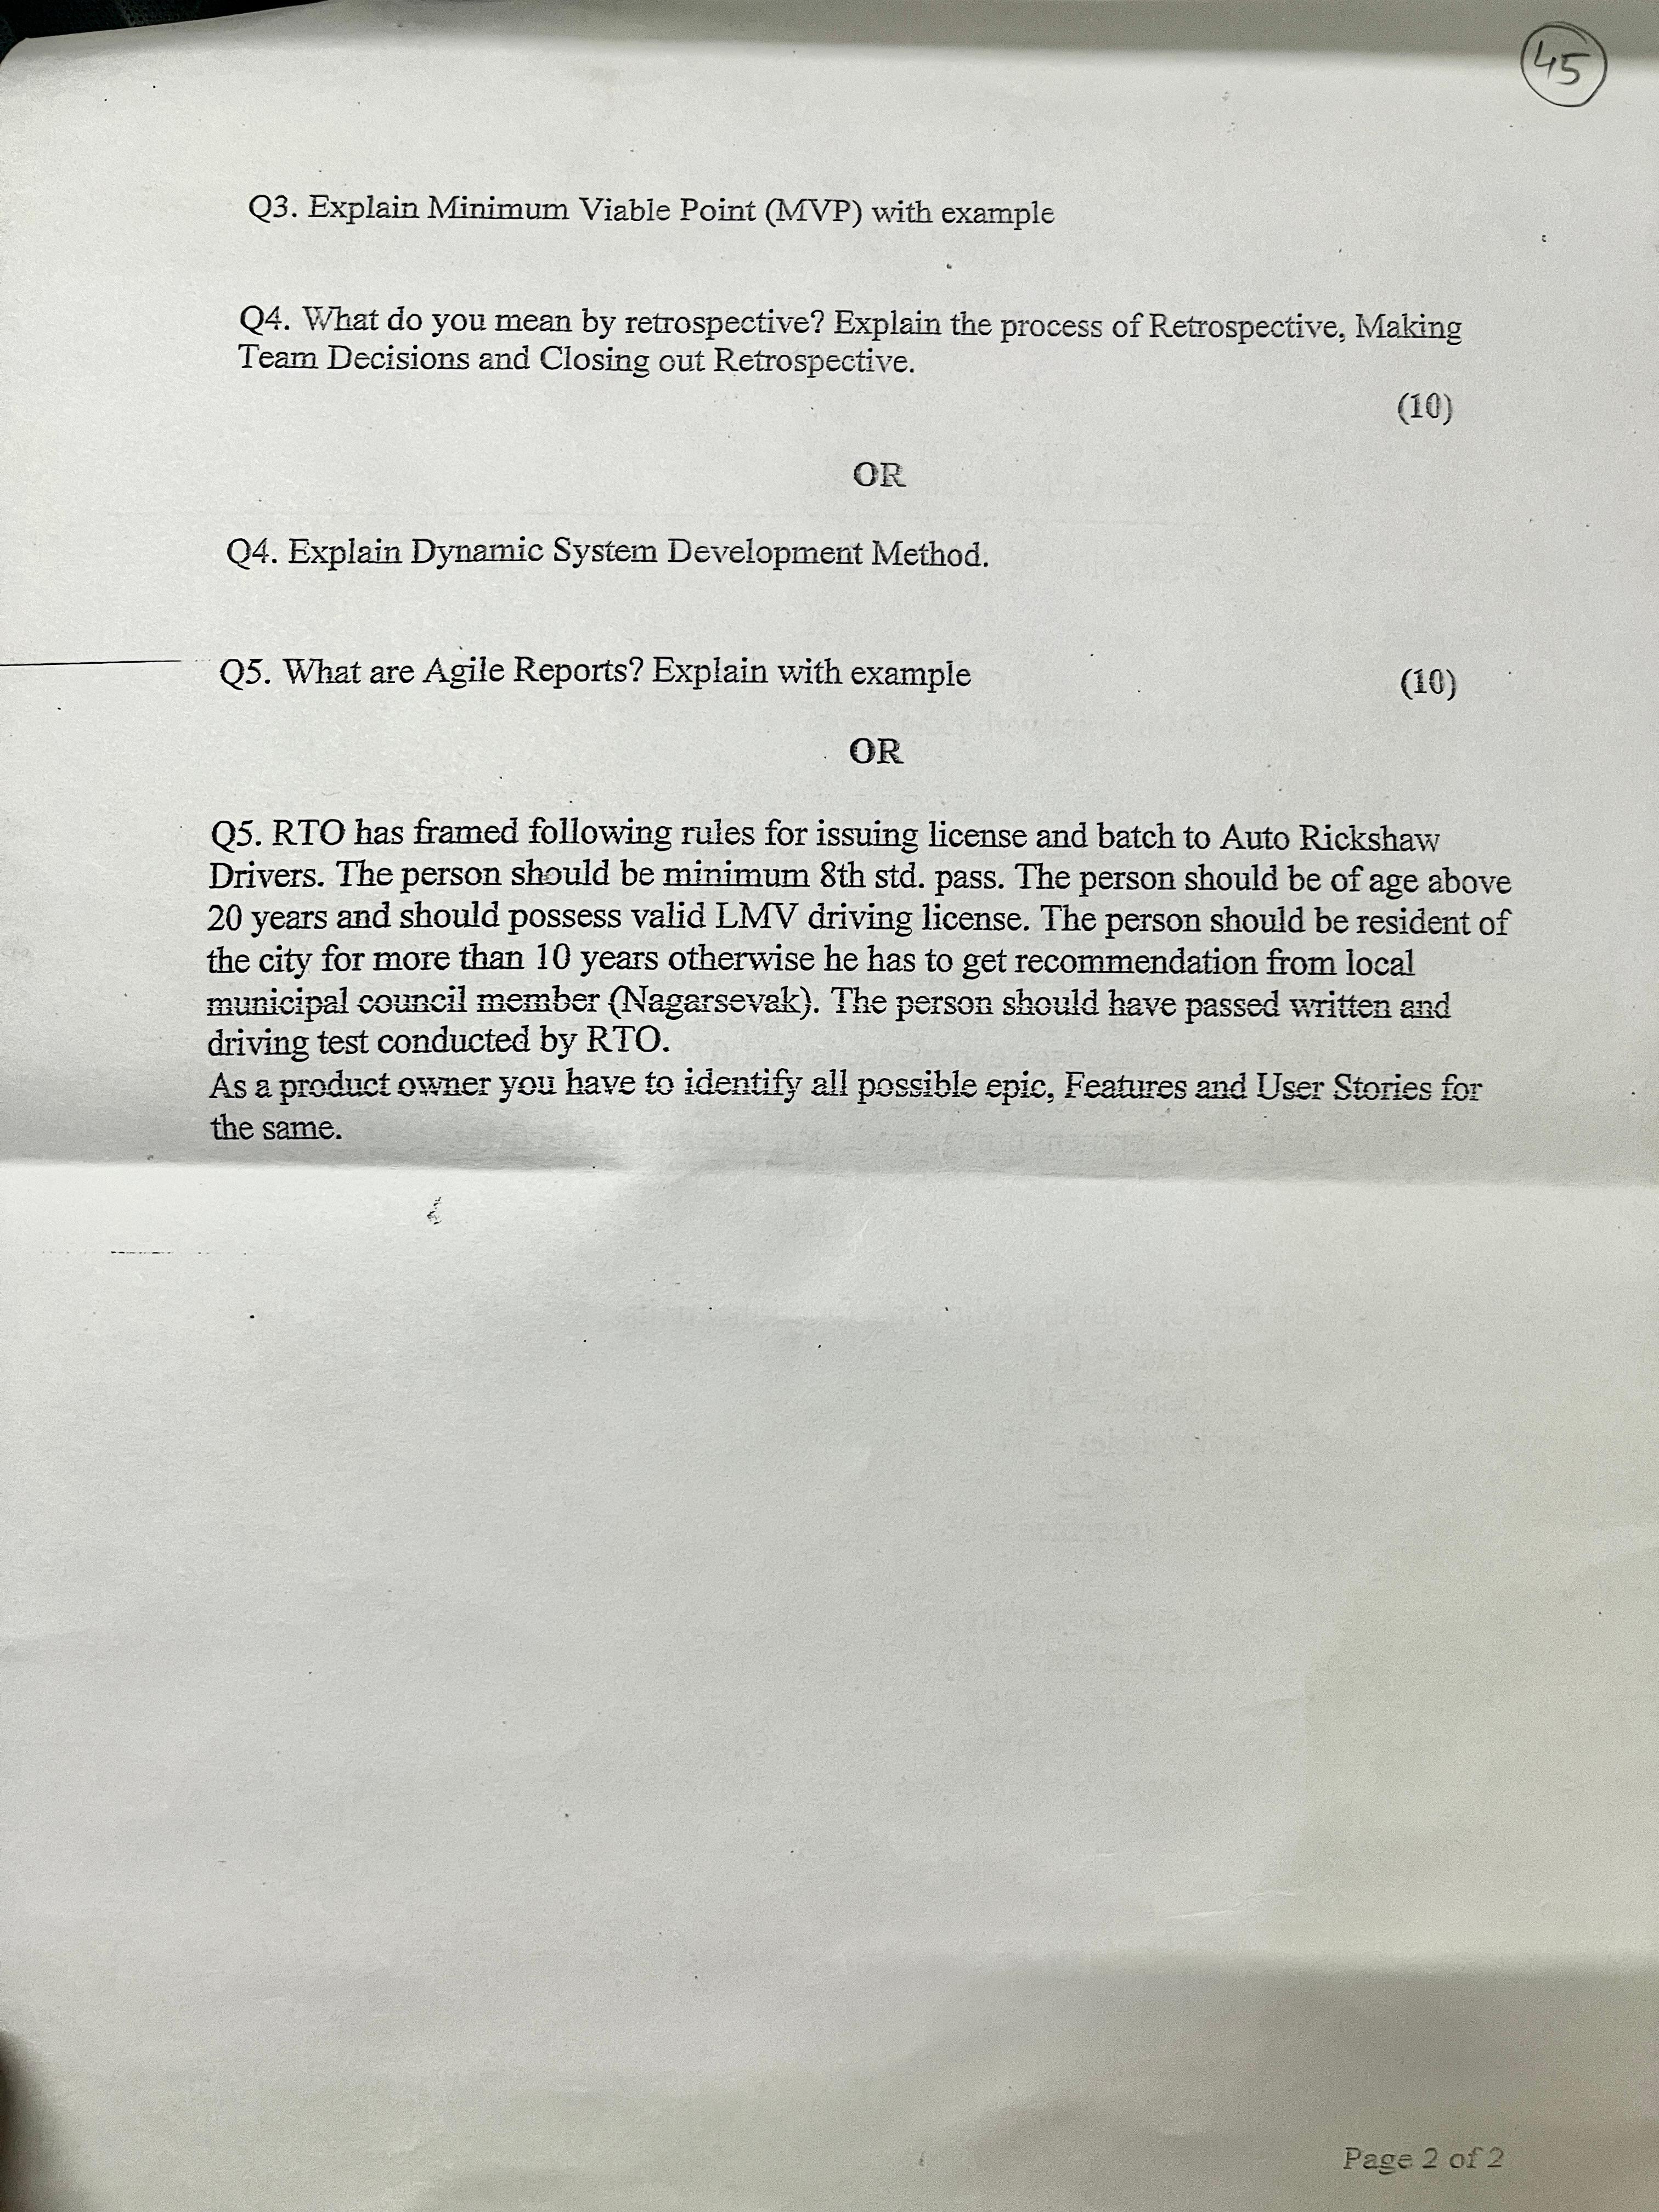 45
Q3. Explain Minimum Viable Point (MVP) with example
Q4. What do you mean by retrospective? Explain the process of Retrospective, Making
Team Decisions and Closing out Retrospective.
(10)
OR
Q4. Explain Dynamic System Development Method.
Q5. What are Agile Reports? Explain with example (10)
OR
Q5. RTO has framed following rules for issuing license and batch to Auto Rickshaw
Drivers. The person should be minimum 8th std. pass. The person should be of age above
20 years and should possess valid LMV driving license. The person should be resident of
the city for more than 10 years otherwise he has to get recommendation from local
municipal council member (Nagarsevak). The person should have passed written and
driving test conducted by RTO.
As a product owner you have to identify all possible epic, Features and User Stories for
the same.
Page 2 of 2